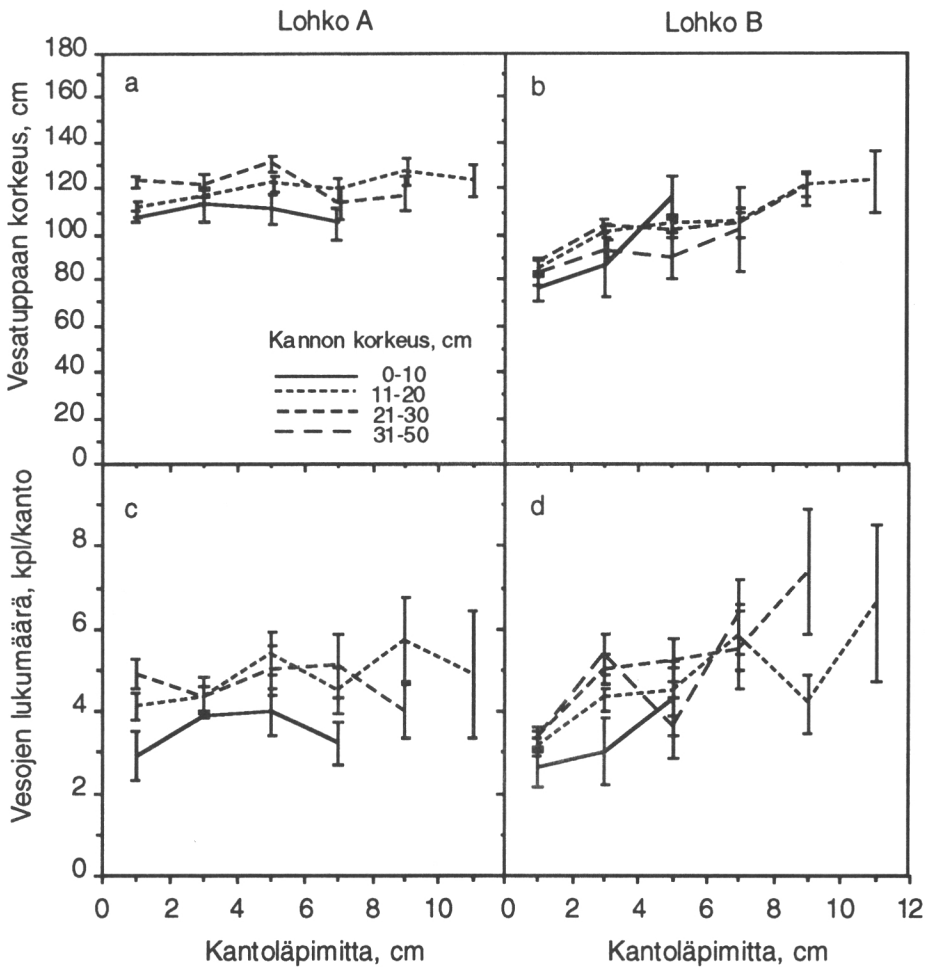 Lohko A
Lohko B
Vesatuppaan korkeus, cm
180
160
140
120
100
80
60
40
20
0
a
b
Kannon korkeus, cm
0-10
11-20
21-30
31-50
Vesojen lukumäärä, kpl/kanto
8
6
4
2
0
c
d
0 2 4 6 8 10 0 2 4 6 8 10 12
Kantoläpimitta, cm
Kantoläpimitta, cm